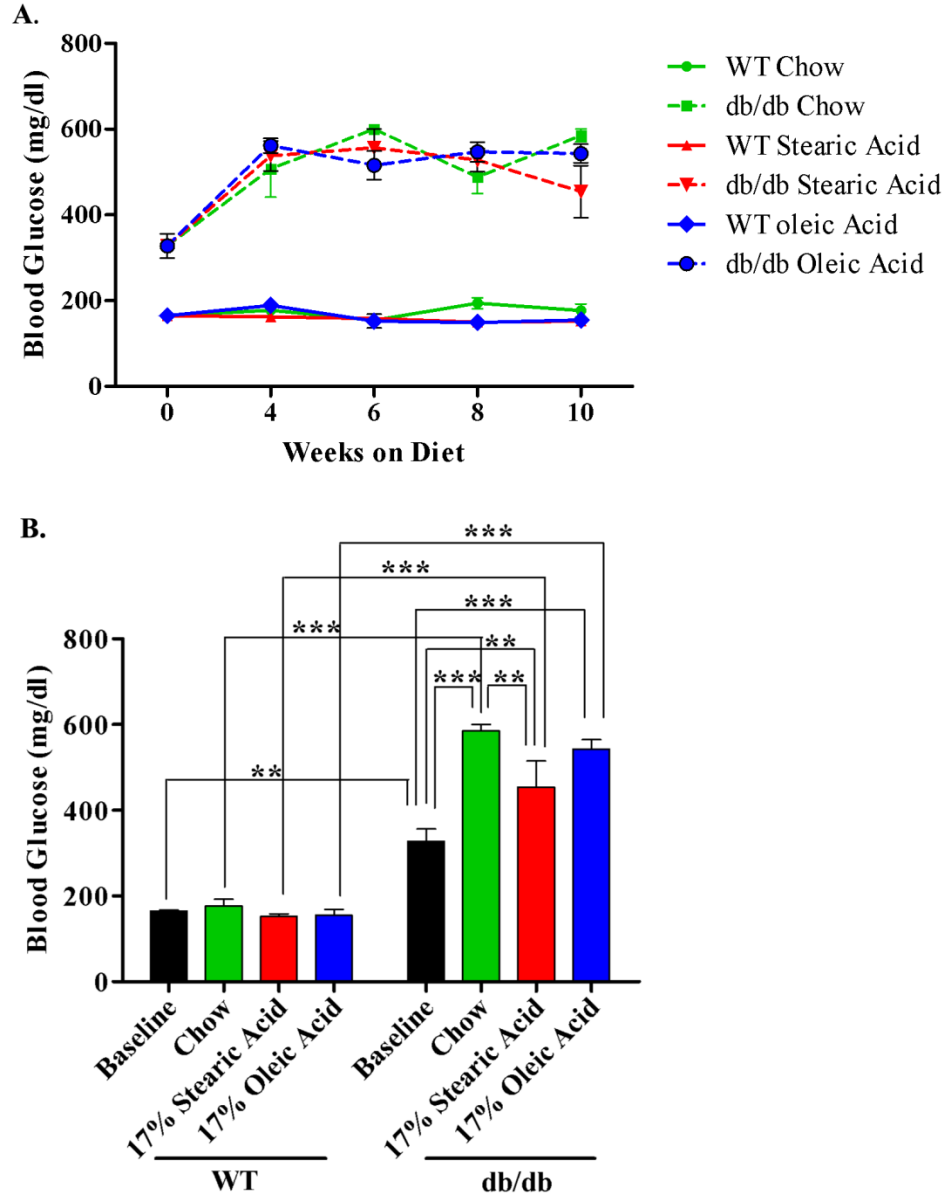 A.
Blood Glucose (mg/dl)
800
600
400
200
0
0 4 6 8 10
Weeks on Diet
WT Chow
db/db Chow
WT Stearic Acid
db/db Stearic Acid
WT oleic Acid
db/db Oleic Acid
B.
Blood Glucose (mg/dl)
800
600
400
200
0
***
***
***
***
**
***
**
**
Baseline
Chow
17% Stearic Acid
17% Oleic Acid
Baseline
Chow
17% Stearic Acid
17% Oleic Acid
WT
db/db